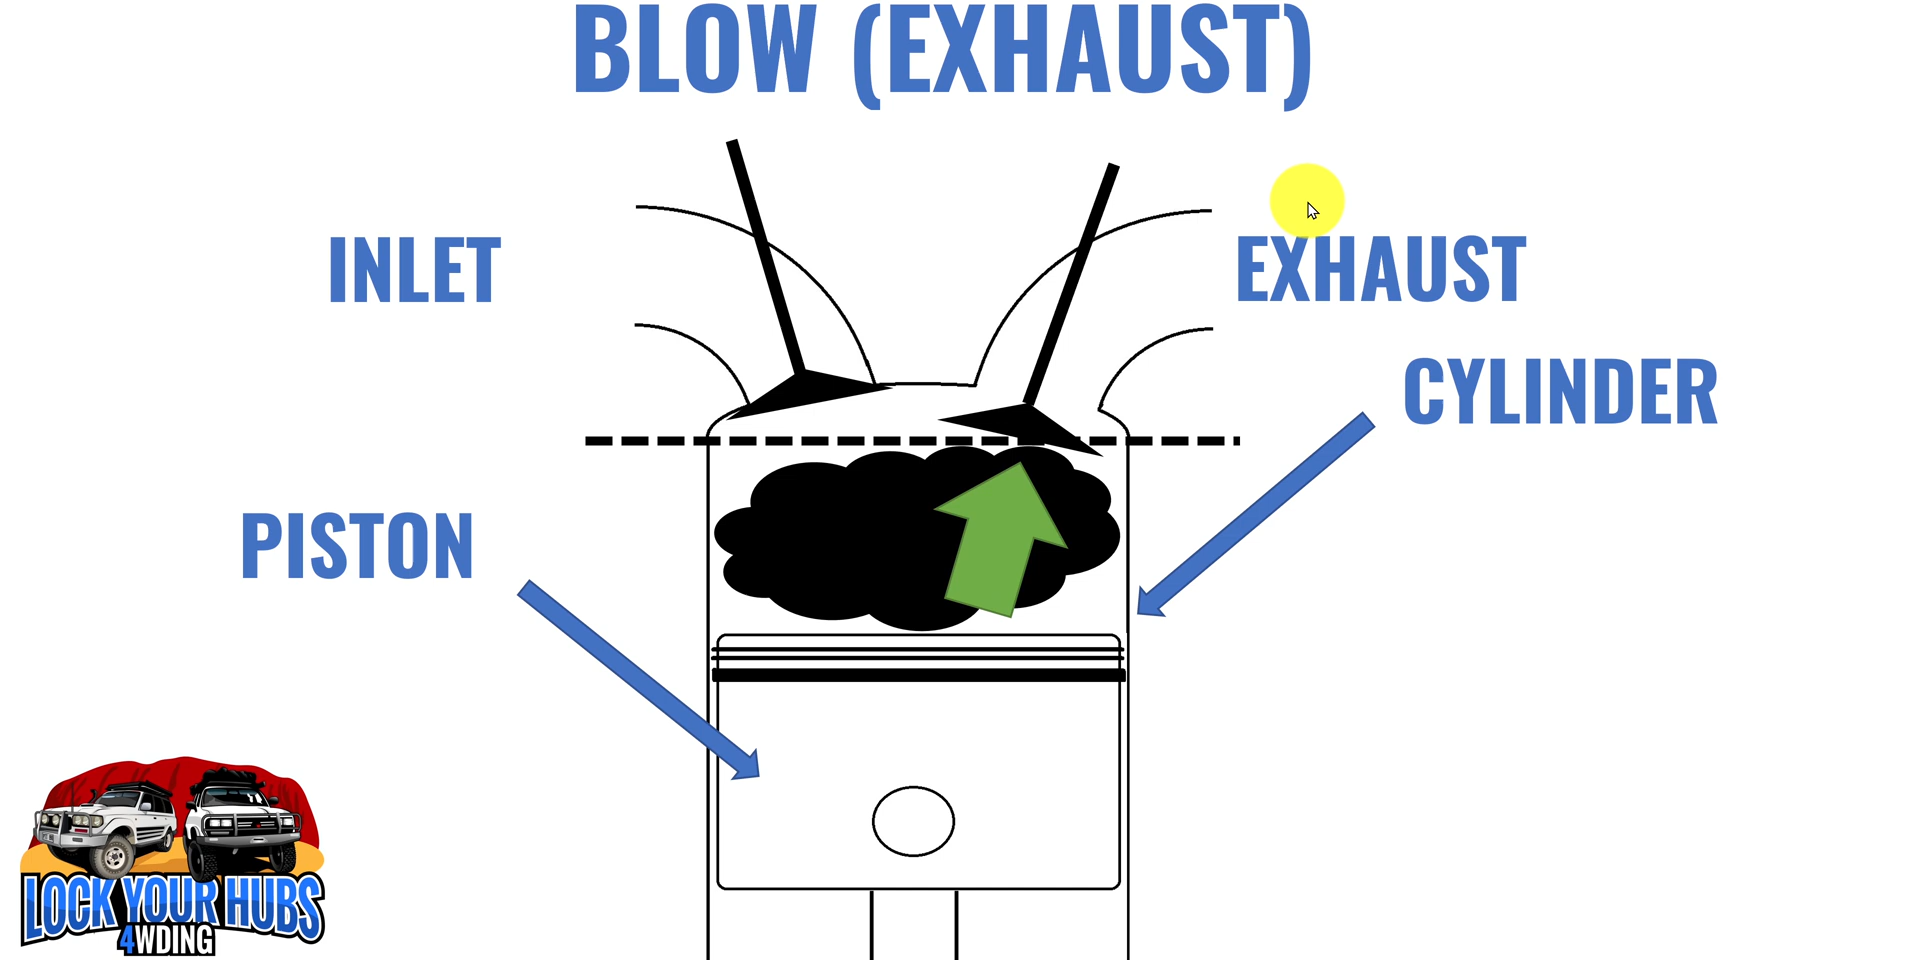 BLOW (EXHAUST)
INLET
EXHAUST
CYLINDER
PISTON
LOCK YOUR HUBS
4WDING